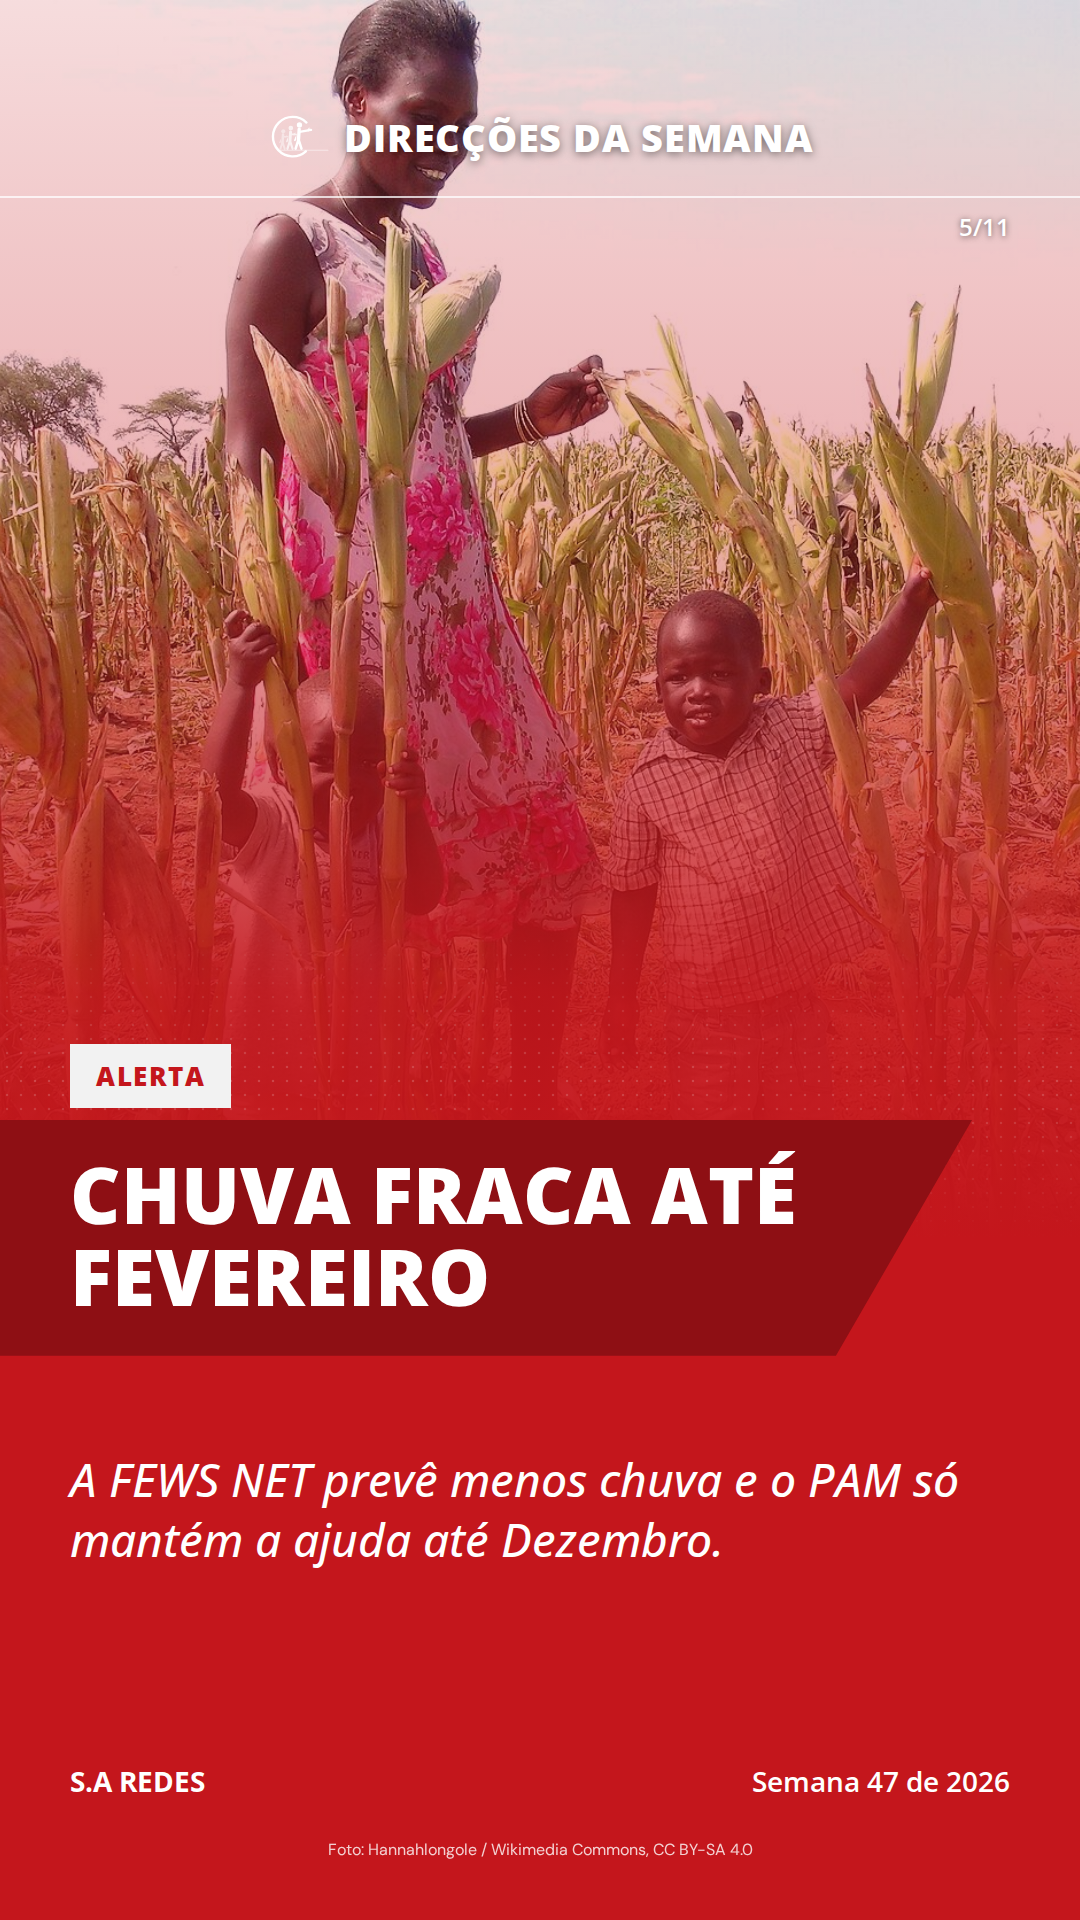 DIRECÇÕES DA SEMANA
5/11
ALERTA
CHUVA FRACA ATÉ
FEVEREIRO
A FEWS NET prevê menos chuva e o PAM só
mantém a ajuda até Dezembro.
S.A REDES
Semana 47 de 2026
Foto: Hannahlongole / Wikimedia Commons, CC BY-SA 4.0